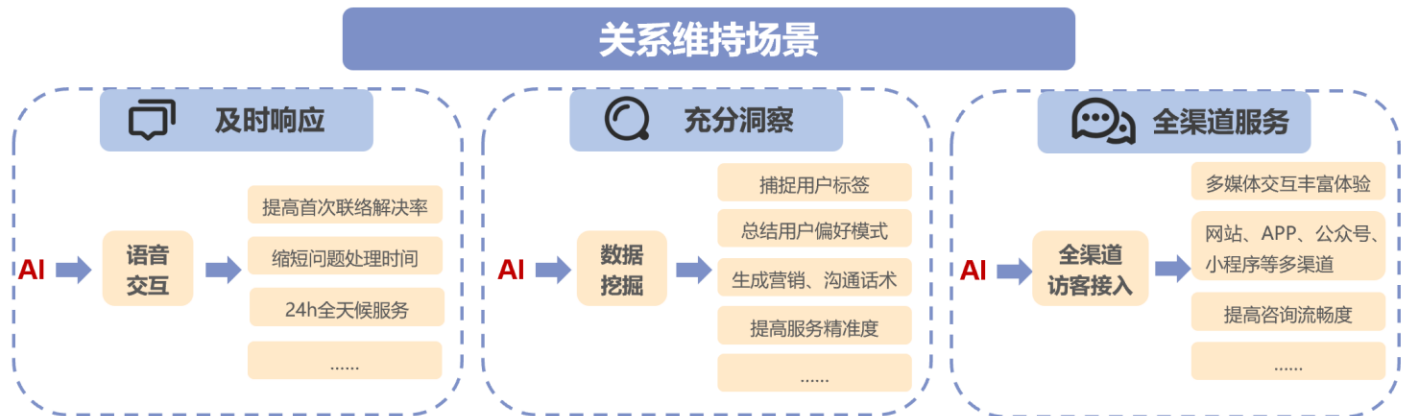 关系维持场景
及时响应
AI
语音
交互
提高首次联络解决率
缩短问题处理时间
24h全天候服务
......
充分洞察
AI
数据
挖掘
捕捉用户标签
总结用户偏好模式
生成营销、沟通话术
提高服务精准度
......
全渠道服务
AI
全渠道
访客接入
多媒体交互丰富体验
网站、APP、公众号、
小程序等多渠道
提高咨询流畅度
......